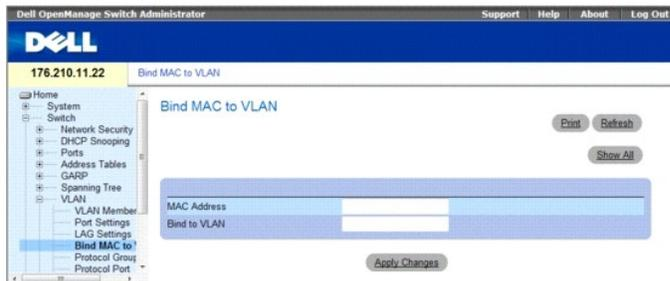 Dell OpenManage Switch Administrator
Support Help About Log Out
DELL
176.210.11.22
Bind MAC to VLAN
Home
System
Switch
Network Security
DHCP Snooping
Ports
Address Tables
GARP
Spanning Tree
VLAN
VLAN Member
Port Settings
LAG Settings
Bind MAC to
Protocol Group
Protocol Port
Bind MAC to VLAN
Print Refresh
Show All
MAC Address
Bind to VLAN
Apply Changes